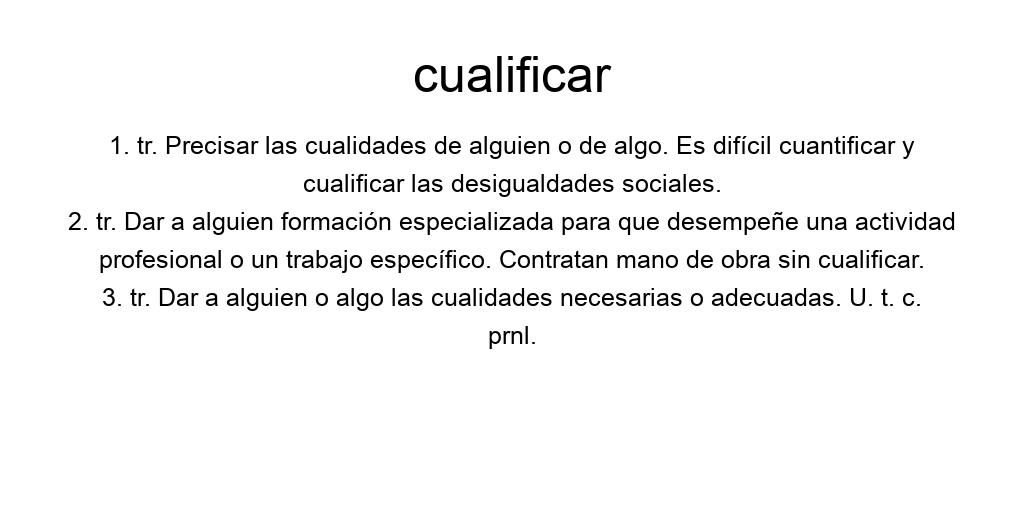 cualificar
1. tr. Precisar las cualidades de alguien o de algo. Es difícil cuantificar y
cualificar las desigualdades sociales.
2. tr. Dar a alguien formación especializada para que desempeñe una actividad
profesional o un trabajo específico. Contratan mano de obra sin cualificar.
3. tr. Dar a alguien o algo las cualidades necesarias o adecuadas. U. t. c.
prnl.